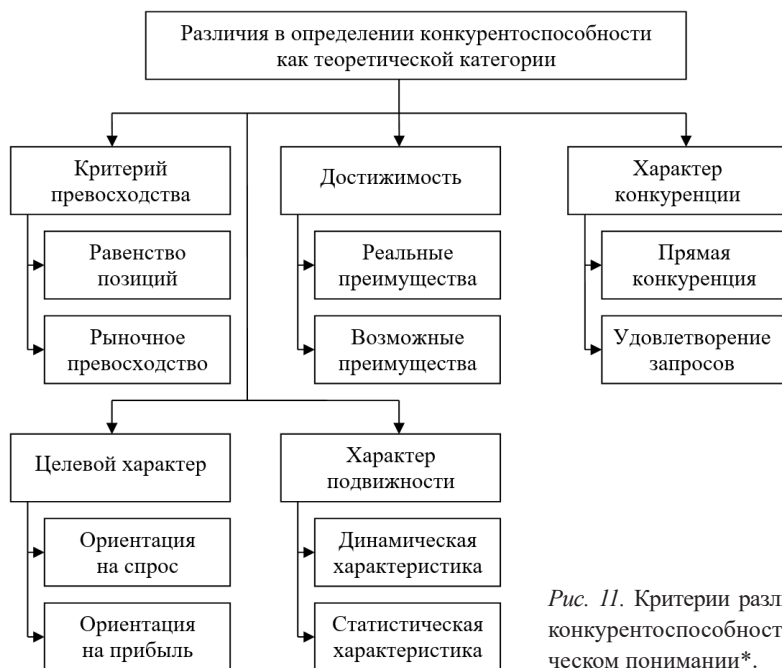 Различия в определении конкурентоспособности
как теоретической категории
Критерий
превосходства
Достижимость
Характер
конкуренции
Равенство
позиций
Реальные
преимущества
Прямая
конкуренция
Рыночное
превосходство
Возможные
преимущества
Удовлетворение
запросов
Целевой характер
Характер
подвижности
Ориентация
на спрос
Динамическая
характеристика
Ориентация
на прибыль
Статистическая
характеристика
Рис. 11. Критерии
конкурентоспособност
ческом понимании*.